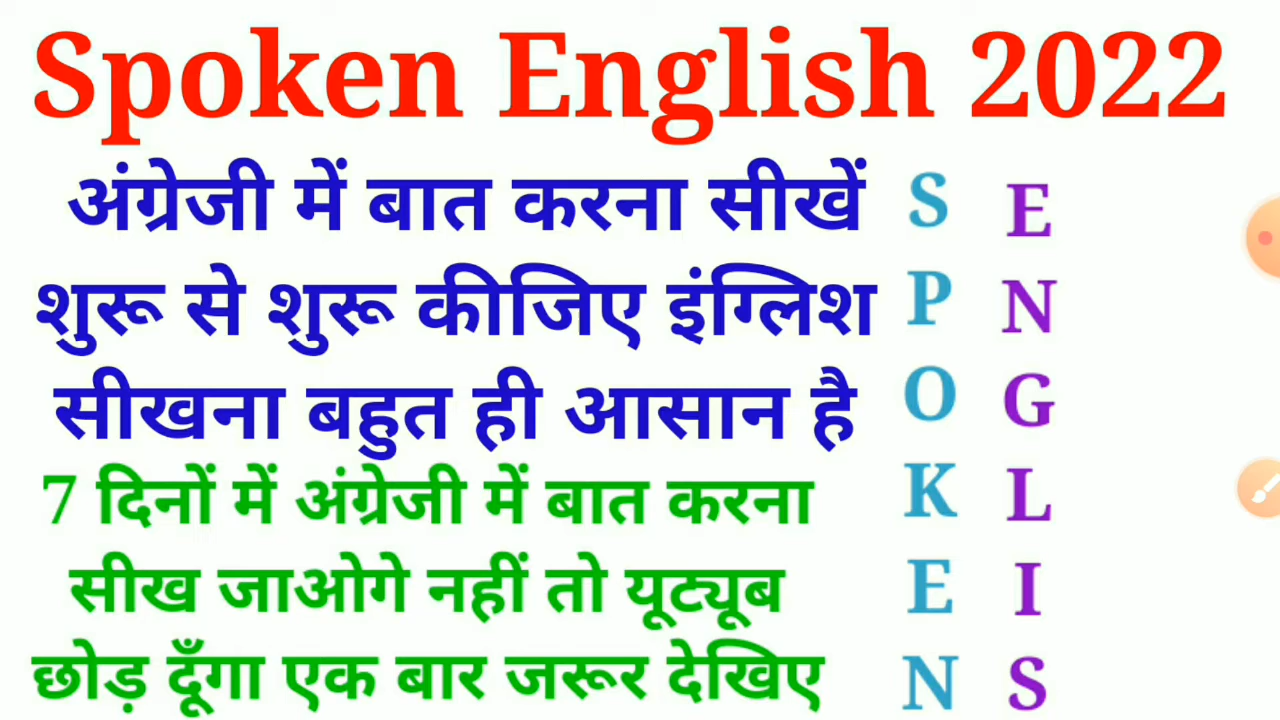 Spoken English 2022
अंग्रेजी में बात करना सीखें
शुरू से शुरू कीजिए इंग्लिश
सीखना बहुत ही आसान है
7 दिनों में अंग्रेजी में बात करना
सीख जाओगे नहीं तो यूट्यूब
छोड़ दूँगा एक बार जरूर देखिए
S
P
O
K
E
N
E
N
G
L
I
S